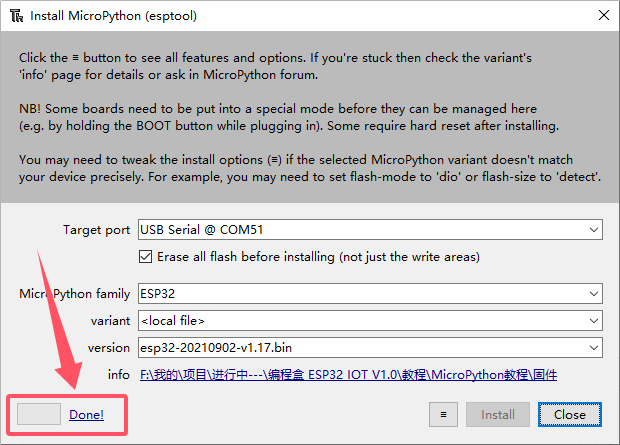 Install MicroPython (esptool)
Click the ≡ button to see all features and options. If you're stuck then check the variant's
'info' page for details or ask in MicroPython forum.
NB! Some boards need to be put into a special mode before they can be managed here
(e.g. by holding the BOOT button while plugging in). Some require hard reset after installing.
You may need to tweak the install options (≡) if the selected MicroPython variant doesn't match
your device precisely. For example, you may need to set flash-mode to 'dio' or flash-size to 'detect'.
Target port USB Serial @ COM51
Erase all flash before installing (not just the write areas)
MicroPython family ESP32
variant <local file>
version esp32-20210902-v1.17.bin
info F:\我的\项目\进行中---\编程盒 ESP32 IOT V1.0\教程\MicroPython教程\固件
Done! ≡ Install Close